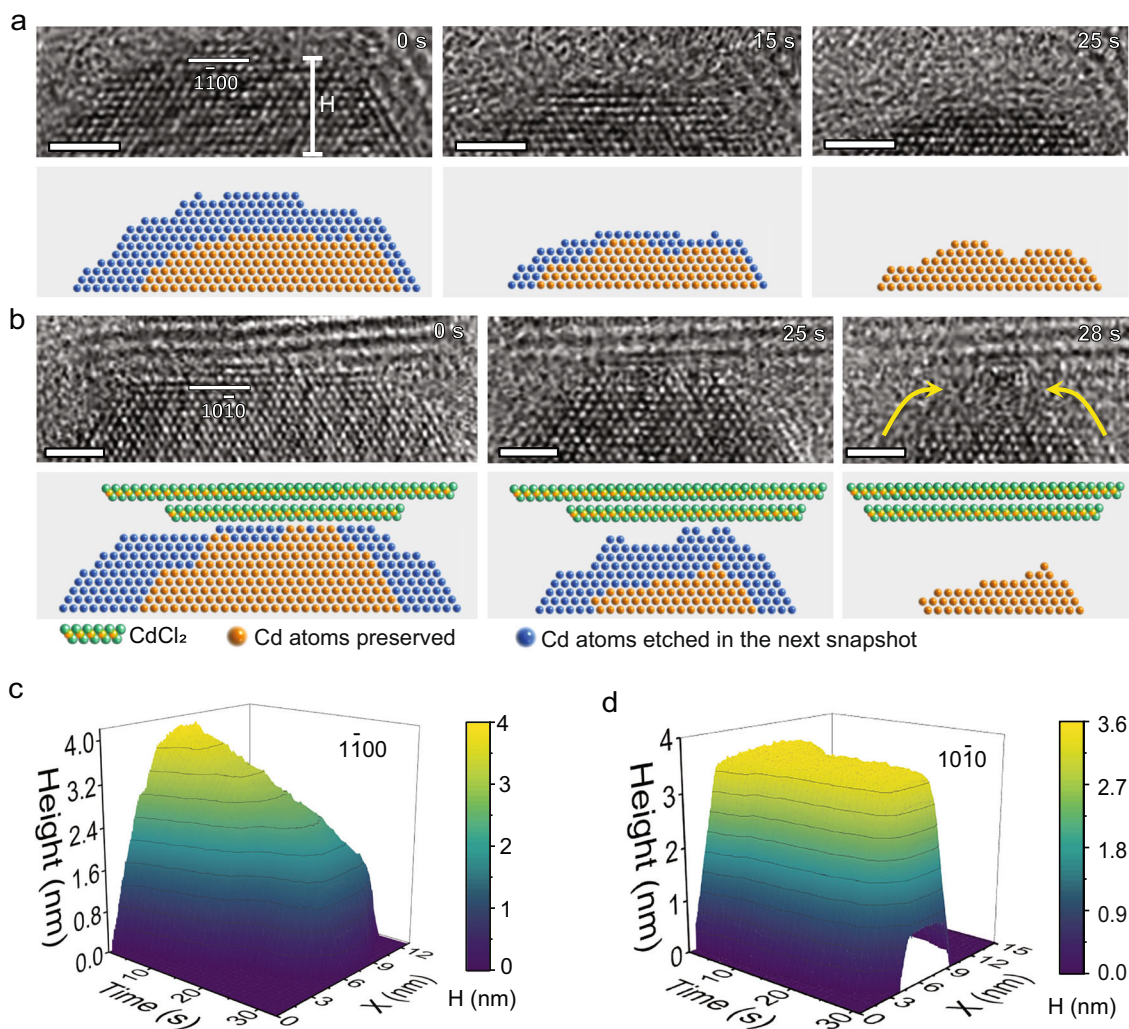 a
0 s
15 s
25 s
1̄100
H
b
0 s
25 s
28 s
101̄0
CdCl₂
Cd atoms preserved
Cd atoms etched in the next snapshot
c
d
11̄00
101̄0
4.0
3.2
2.4
1.6
0.8
0.0
Height (nm)
10
20
30
Time (s)
0
3
6
9
12
X (nm)
4
3
2
1
0
H (nm)
4
3
2
1
0
Height (nm)
10
20
30
Time (s)
0
3
6
9
12
15
X (nm)
3.6
2.7
1.8
0.9
0.0
H (nm)